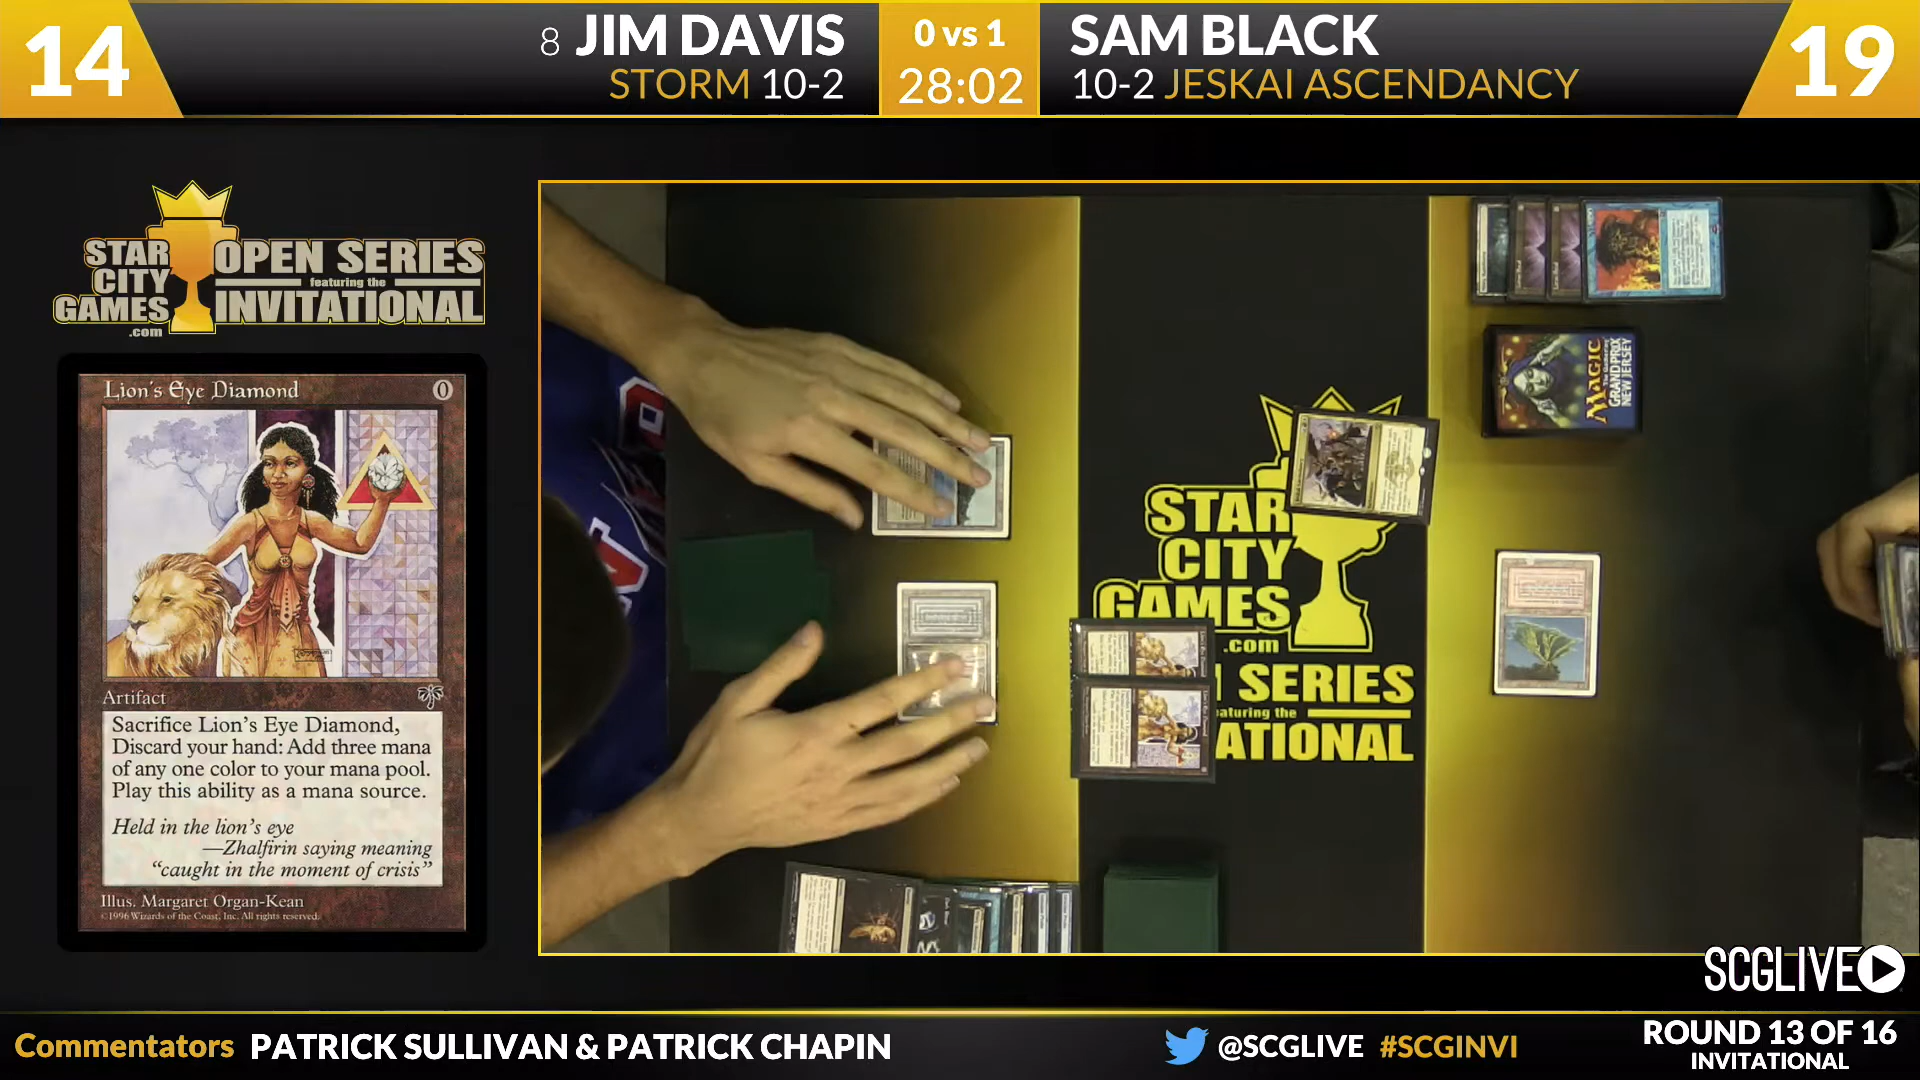 14
8 JIM DAVIS
STORM 10-2
0 vs 1
28:02
SAM BLACK
10-2 JESKAI ASCENDANCY
19
STAR CITY GAMES .com
OPEN SERIES
featuring the
INVITATIONAL
Lion's Eye Diamond 0
Artifact
Sacrifice Lion's Eye Diamond,
Discard your hand: Add three mana
of any one color to your mana pool.
Play this ability as a mana source.
Held in the lion's eye
—Zhalfirin saying meaning
“caught in the moment of crisis”
Illus. Margaret Organ-Kean
©1996 Wizards of the Coast, Inc. All rights reserved.
MAGIC
The Gathering
GRAND PRIX
NEW JERSEY
STAR
CITY
GAMES
.com
SERIES
aturing the
ATIONAL
SCGLIVE
Commentators PATRICK SULLIVAN & PATRICK CHAPIN
@SCGLIVE #SCGINVI
ROUND 13 OF 16
INVITATIONAL